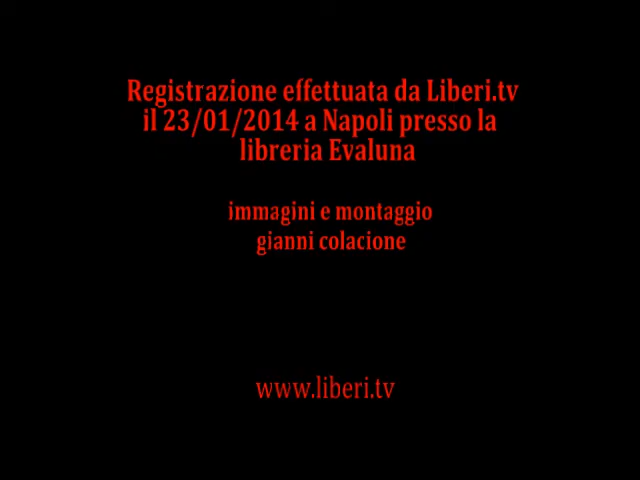 Registrazione effettuata da Liberi.tv
il 23/01/2014 a Napoli presso la
libreria Evaluna
immagini e montaggio
gianni colacione
www.liberi.tv